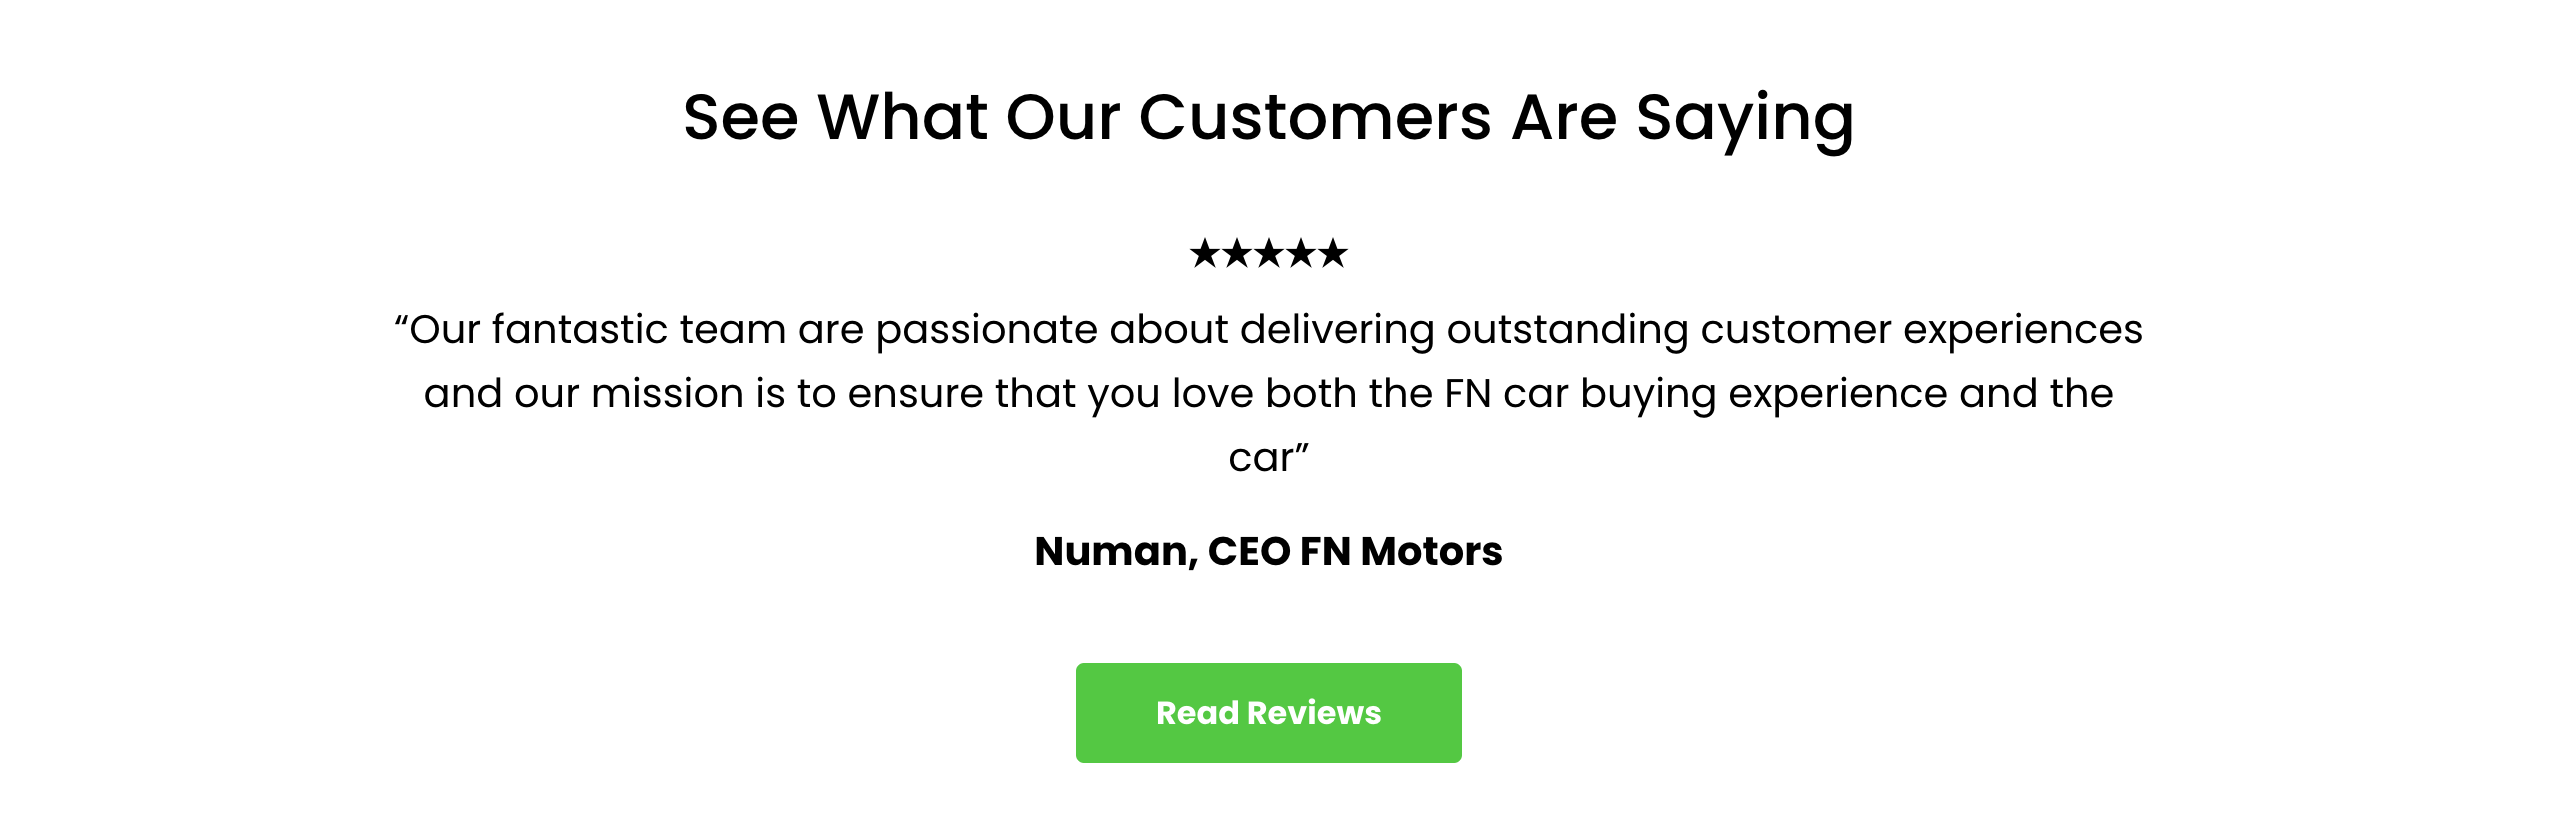 See What Our Customers Are Saying
★★★★★
“Our fantastic team are passionate about delivering outstanding customer experiences
and our mission is to ensure that you love both the FN car buying experience and the
car”
Numan, CEO FN Motors
Read Reviews